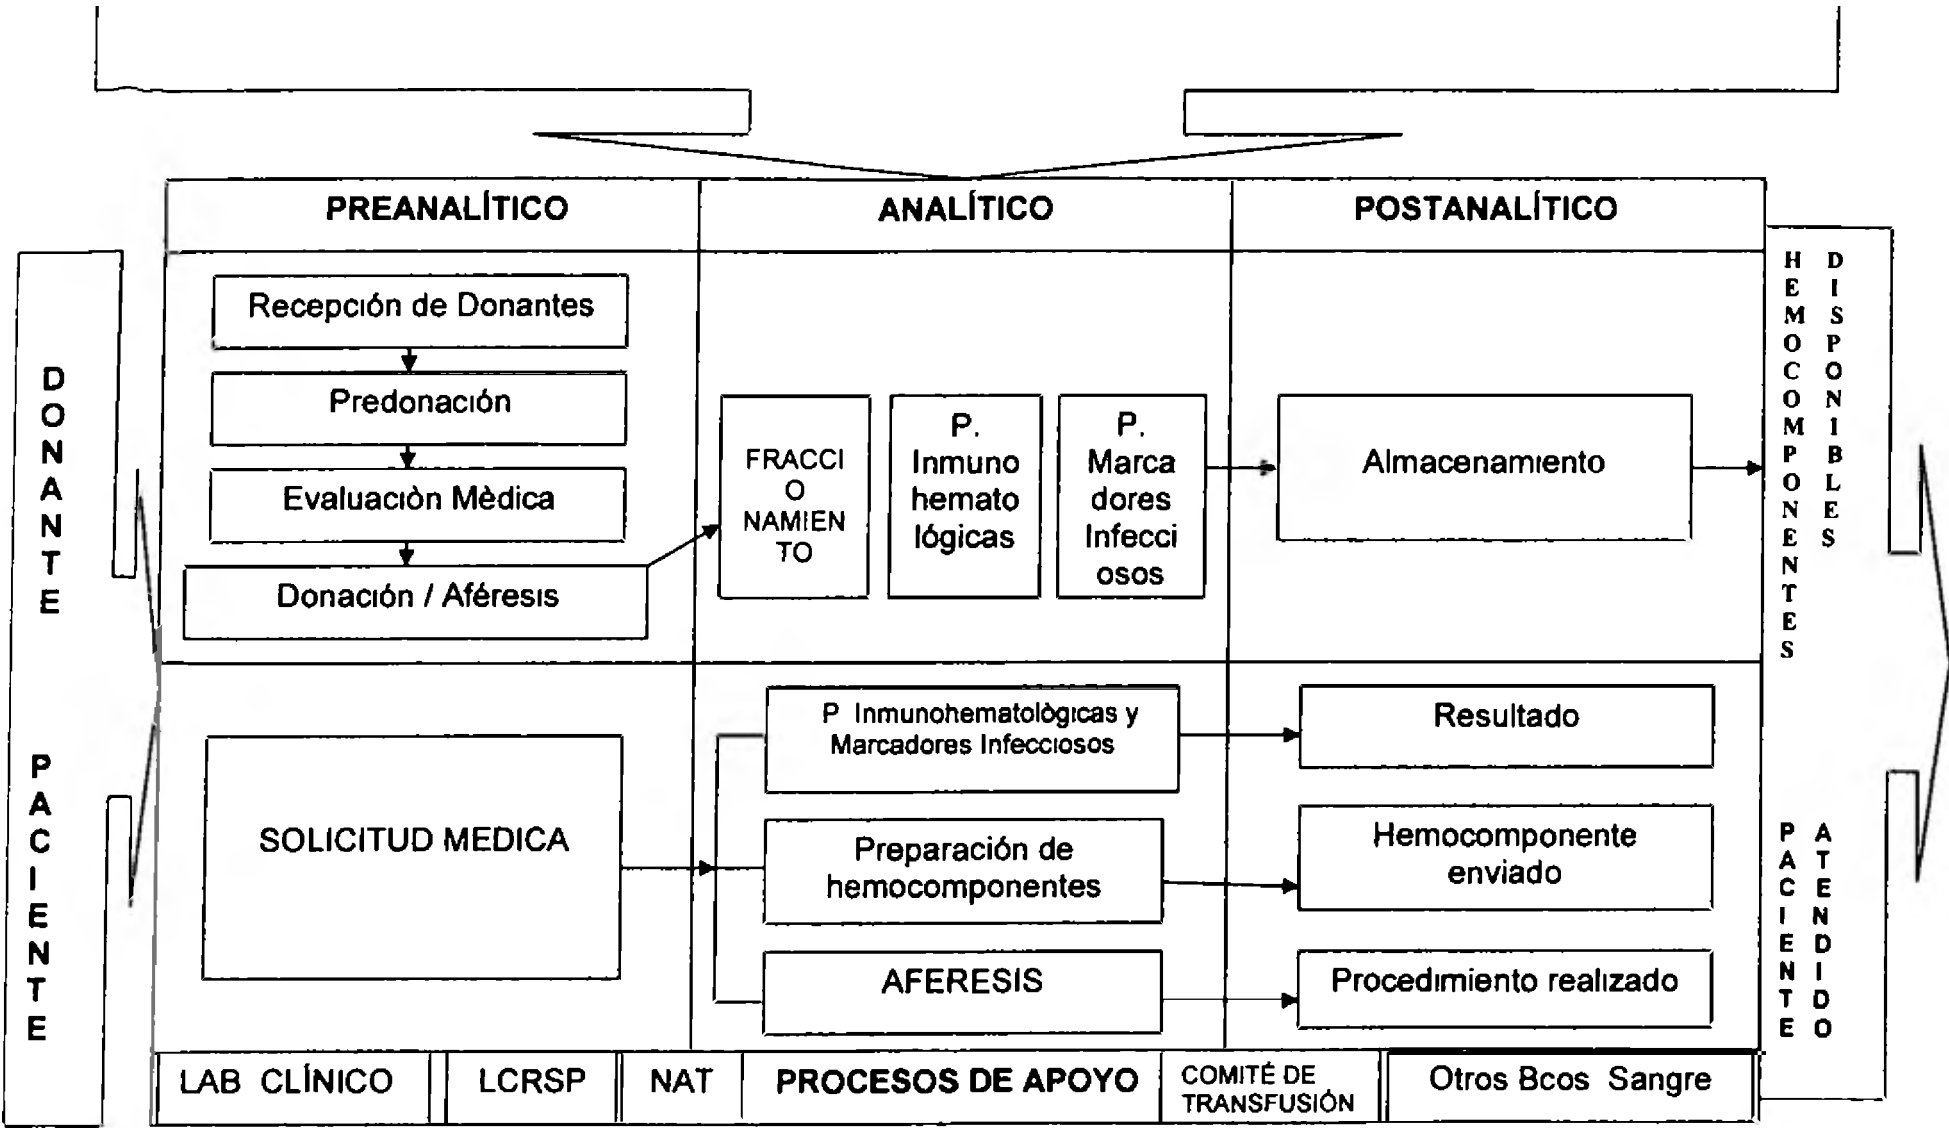 PREANALÍTICO
ANALÍTICO
POSTANALÍTICO
DONANTE
PACIENTE
Recepción de Donantes
Predonación
Evaluaciòn Mèdica
Donación / Aféresis
FRACCI
O
NAMIEN
TO
P.
Inmuno
hemato
lógicas
P.
Marca
dores
Infecci
osos
Almacenamiento
HEMOCOMPONENTES
DISPONIBLES
SOLICITUD MEDICA
P Inmunohematològicas y
Marcadores Infecciosos
Preparación de
hemocomponentes
AFERESIS
Resultado
Hemocomponente
enviado
Procedimiento realizado
PACIENTE
ATENDIDO
LAB CLÍNICO
LCRSP
NAT
PROCESOS DE APOYO
COMITÉ DE
TRANSFUSIÓN
Otros Bcos Sangre